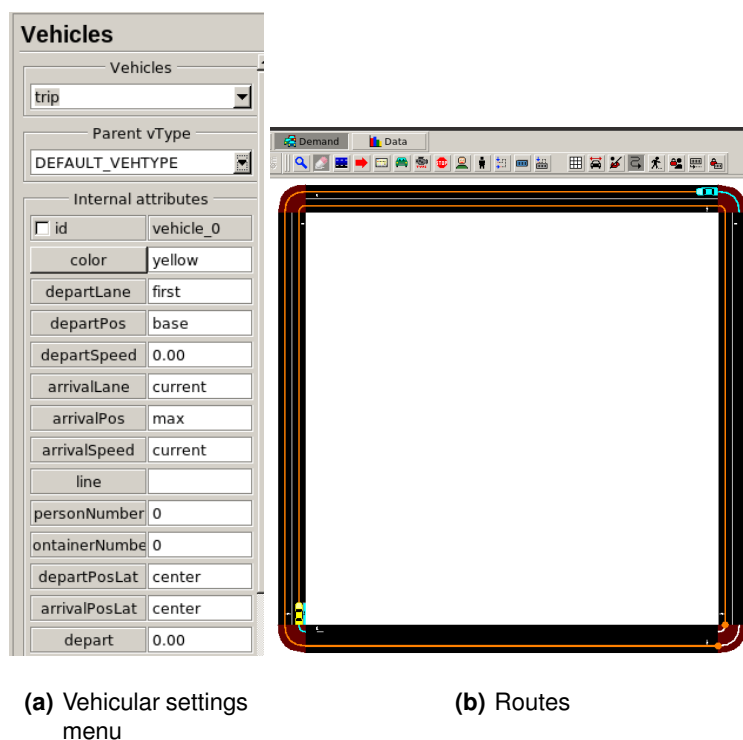 Vehicles
Vehicles
trip
Parent vType
DEFAULT_VEHTYPE
Internal attributes
id vehicle_0
color yellow
departLane first
departPos base
departSpeed 0.00
arrivalLane current
arrivalPos max
arrivalSpeed current
line
personNumber 0
ontainerNumbe 0
departPosLat center
arrivalPosLat center
depart 0.00
Demand Data
(a) Vehicular settings
menu
(b) Routes